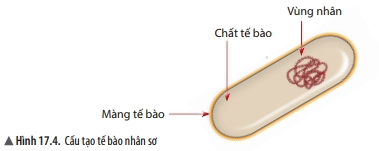 Vùng nhân
Chất tế bào
Màng tế bào
▲ Hình 17.4. Cấu tạo tế bào nhân sơ